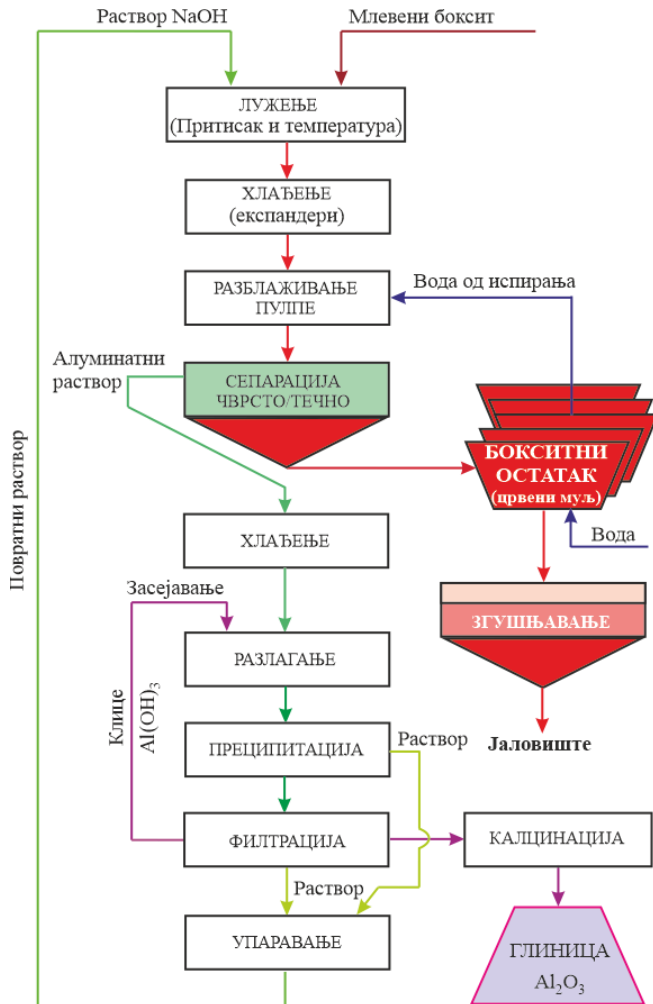 Раствор NaOH
Млевени боксит
ЛУЖЕЊЕ
(Притисак и температура)
ХЛАЂЕЊЕ
(експандери)
РАЗБЛАЖИВАЊЕ
ПУЛПЕ
Вода од испирања
Алуминатни
раствор
СЕПАРАЦИЈА
ЧВРСТО/ТЕЧНО
БОКСИТНИ
ОСТАТАК
(црвени муљ)
Вода
Повратни раствор
ХЛАЂЕЊЕ
Засејавање
ЗГУШЊАВАЊЕ
РАЗЛАГАЊЕ
Клице
Al(OH)₃
Јаловиште
ПРЕЦИПИТАЦИЈА
Раствор
ФИЛТРАЦИЈА
КАЛЦИНАЦИЈА
Раствор
УПАРАВАЊЕ
ГЛИНИЦА
Al₂O₃